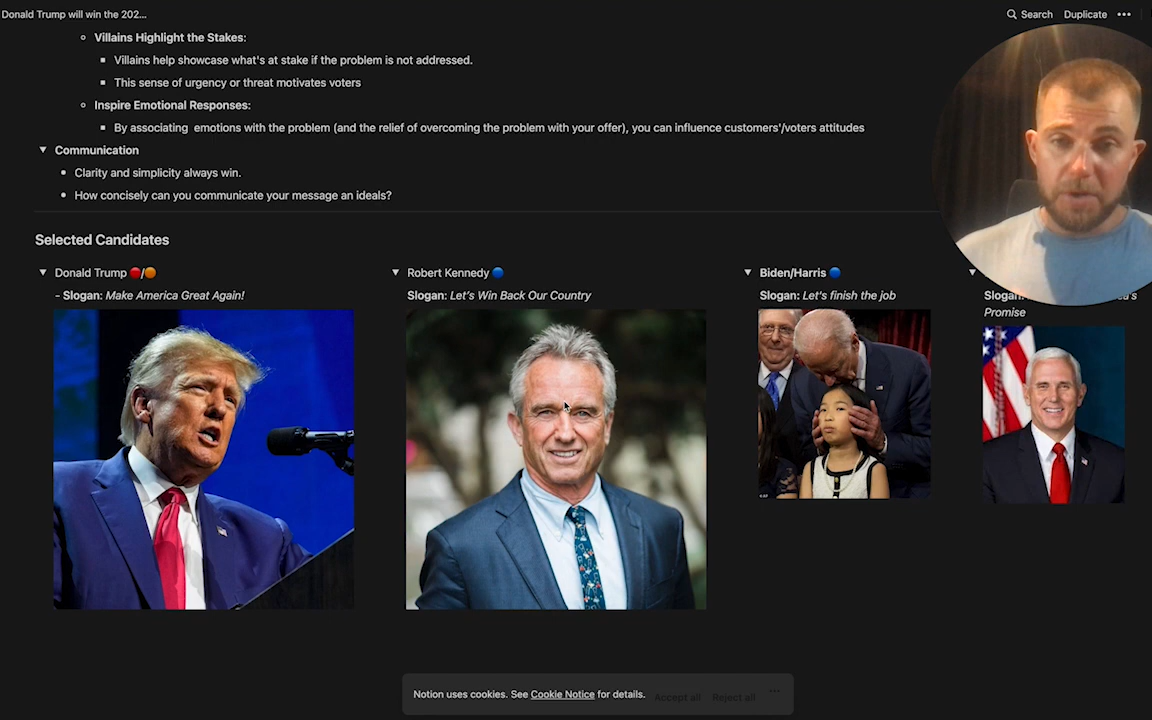 Donald Trump will win the 202...
Search Duplicate
Villains Highlight the Stakes:
Villains help showcase what's at stake if the problem is not addressed.
This sense of urgency or threat motivates voters
Inspire Emotional Responses:
By associating emotions with the problem (and the relief of overcoming the problem with your offer), you can influence customers'/voters attitudes
Communication
Clarity and simplicity always win.
How concisely can you communicate your message an ideals?
Selected Candidates
Donald Trump 🔴/🟠
- Slogan: Make America Great Again!
Robert Kennedy 🔵
Slogan: Let's Win Back Our Country
Biden/Harris 🔵
Slogan: Let's finish the job
Slogan:
Promise
Notion uses cookies. See Cookie Notice for details. Accept all Reject all